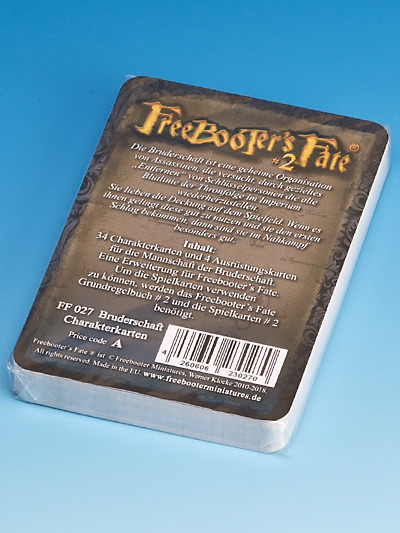 FreeBooTer's FaTe ®
#2
Die Bruderschaft ist eine geheime Organisation
von Assassinen, die versucht, durch gezieltes
„Entfernen“ von Schlüsselpersonen die alte
Blutlinie der Thronfolge im Imperium
wiederherzustellen.
Sie lieben die Deckung auf dem Spielfeld. Wenn es
ihnen gelingt diese gut zu nutzen und sie den ersten
Schlag bekommen, dann sind sie im Nahkampf
besonders gut.
Inhalt:
34 Charakterkarten und 4 Ausrüstungskarten
für die Mannschaft der Bruderschaft.
Eine Erweiterung für Freebooter's Fate.
Um die Spielkarten verwenden
zu können, werden das Freebooter's Fate
Grundregelbuch # 2 und die Spielkarten # 2
benötigt.
FF 027 Bruderschaft
Charakterkarten
Price code A
4 260606 230270
Freebooter's Fate ® ist © Freebooter Miniatures, Werner Klocke 2010-2018.
All rights reserved. Made in the EU
www.freebooterminiatures.de